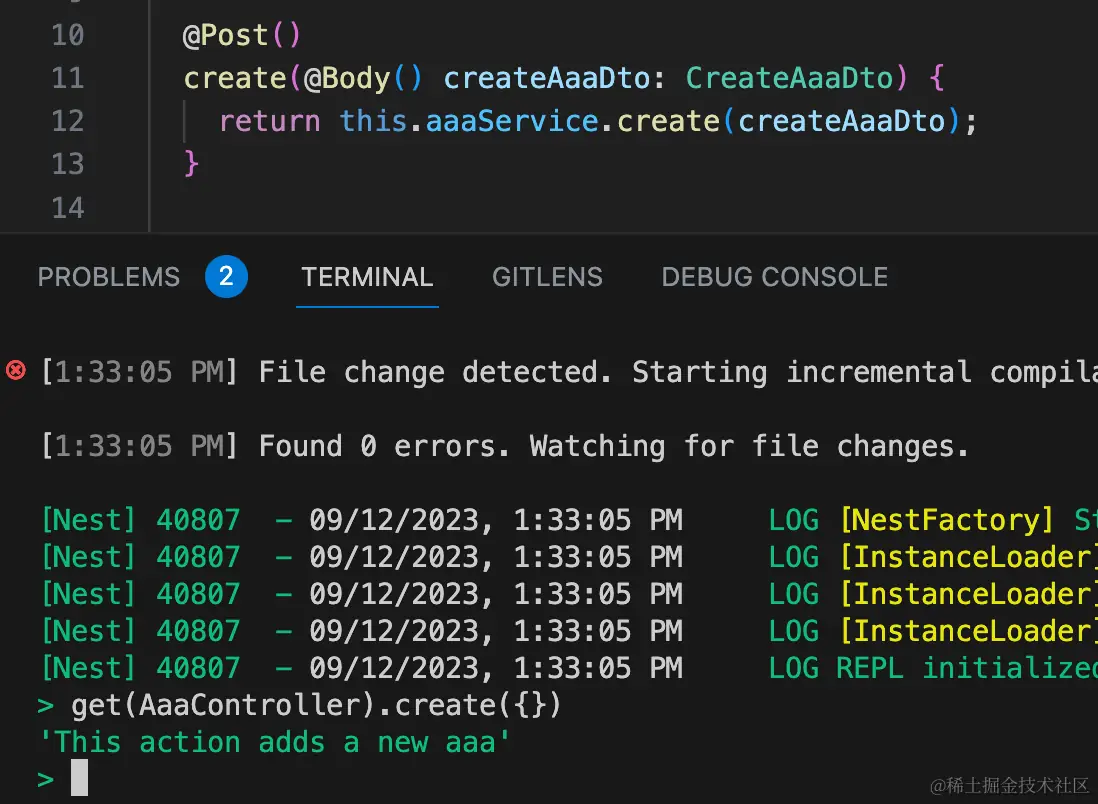 10 @Post()
11 create(@Body() createAaaDto: CreateAaaDto) {
12 return this.aaaService.create(createAaaDto);
13 }
14
PROBLEMS 2 TERMINAL GITLENS DEBUG CONSOLE
[1:33:05 PM] File change detected. Starting incremental compila
[1:33:05 PM] Found 0 errors. Watching for file changes.
[Nest] 40807  - 09/12/2023, 1:33:05 PM     LOG [NestFactory] St
[Nest] 40807  - 09/12/2023, 1:33:05 PM     LOG [InstanceLoader]
[Nest] 40807  - 09/12/2023, 1:33:05 PM     LOG [InstanceLoader]
[Nest] 40807  - 09/12/2023, 1:33:05 PM     LOG [InstanceLoader]
[Nest] 40807  - 09/12/2023, 1:33:05 PM     LOG REPL initialized
> get(AaaController).create({})
'This action adds a new aaa'
>
@稀土掘金技术社区